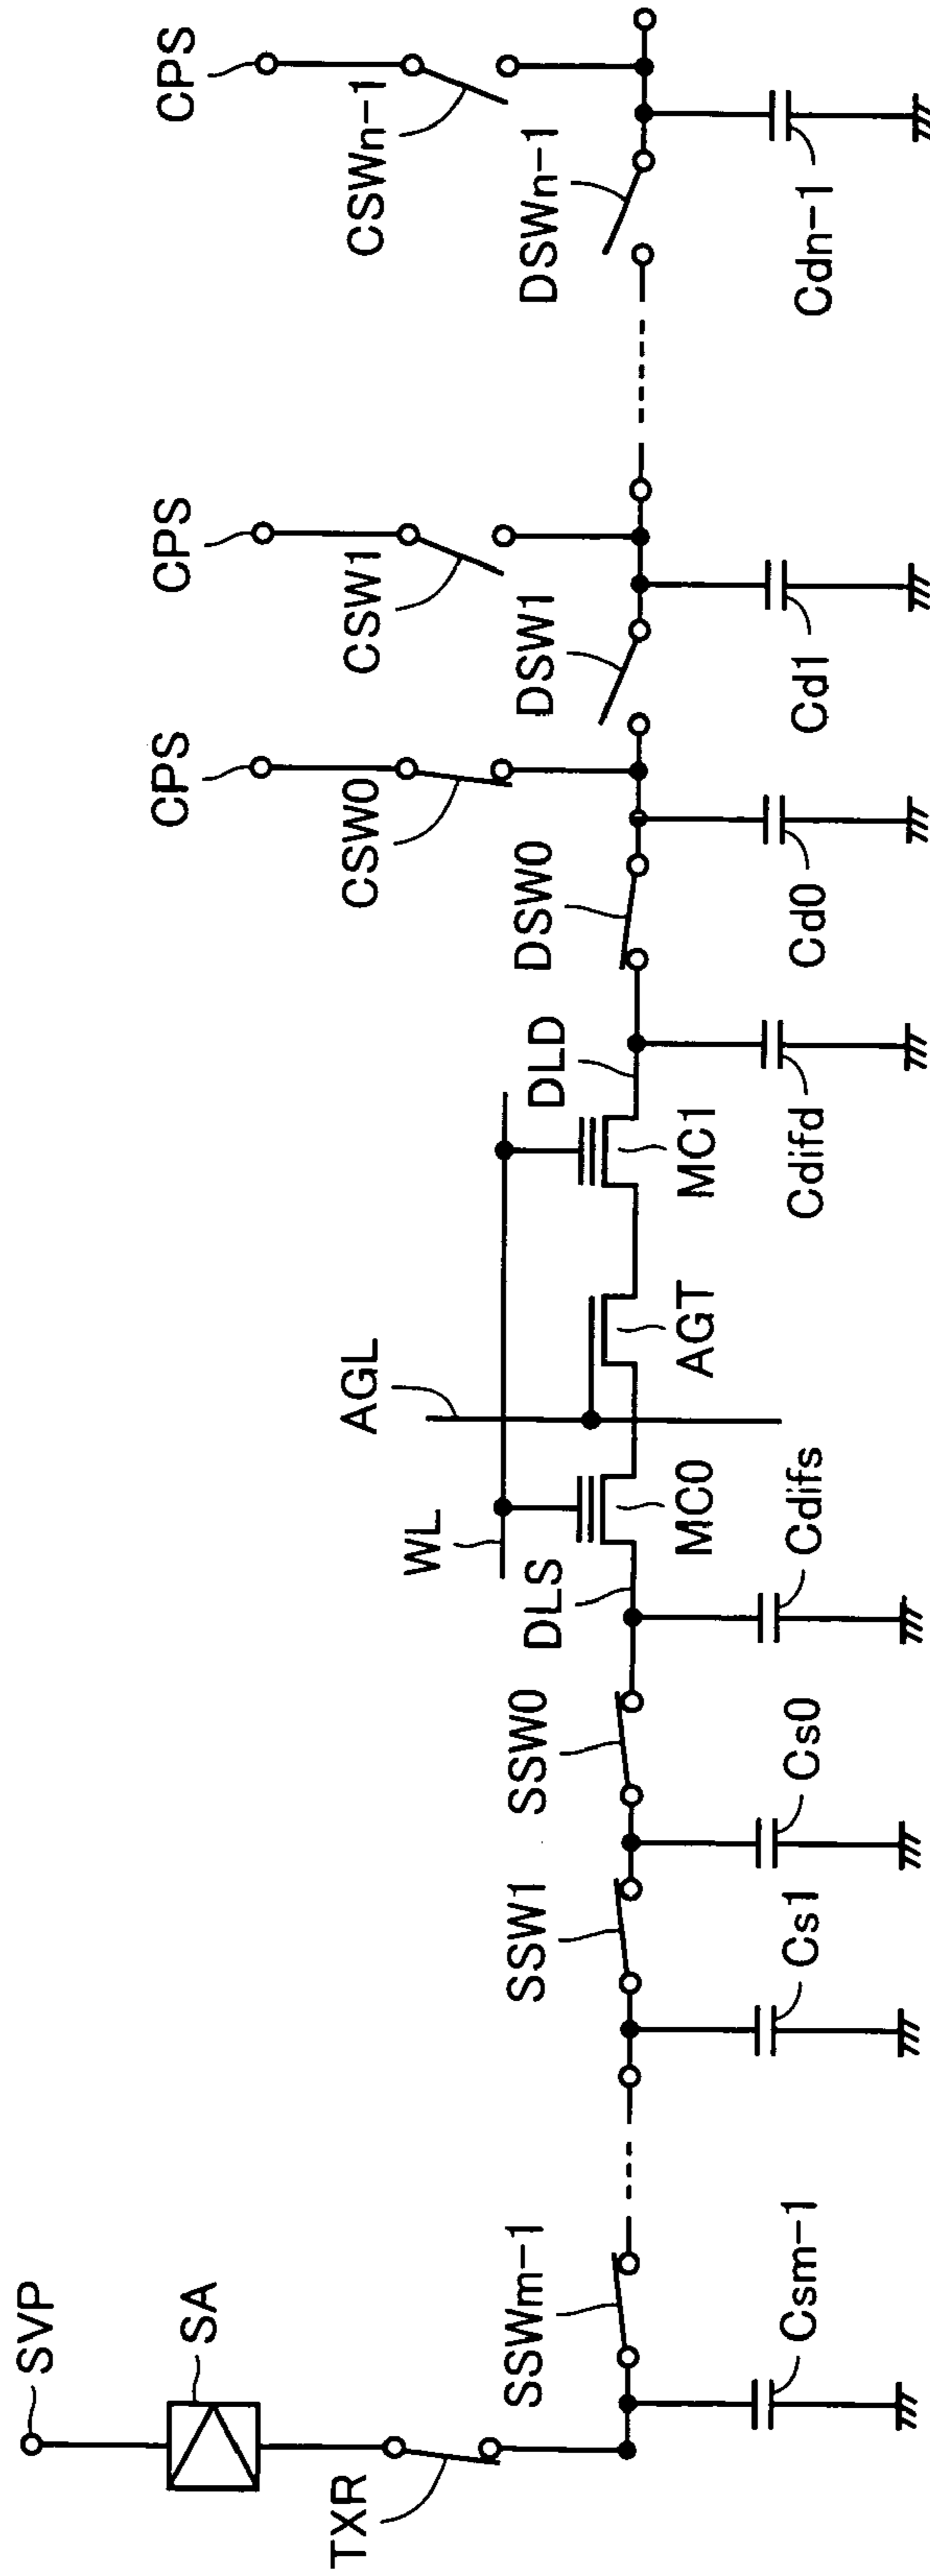 SVP
SA
TXR
SSWm-1
Csm-1
SSW1
Cs1
SSW0
Cs0
DLS
Cdifs
WL
MC0
AGL
AGT
MC1
DLD
Cdifd
DSW0
Cd0
CPS
CSW0
DSW1
Cd1
CPS
CSW1
DSWn-1
Cdn-1
CPS
CSWn-1